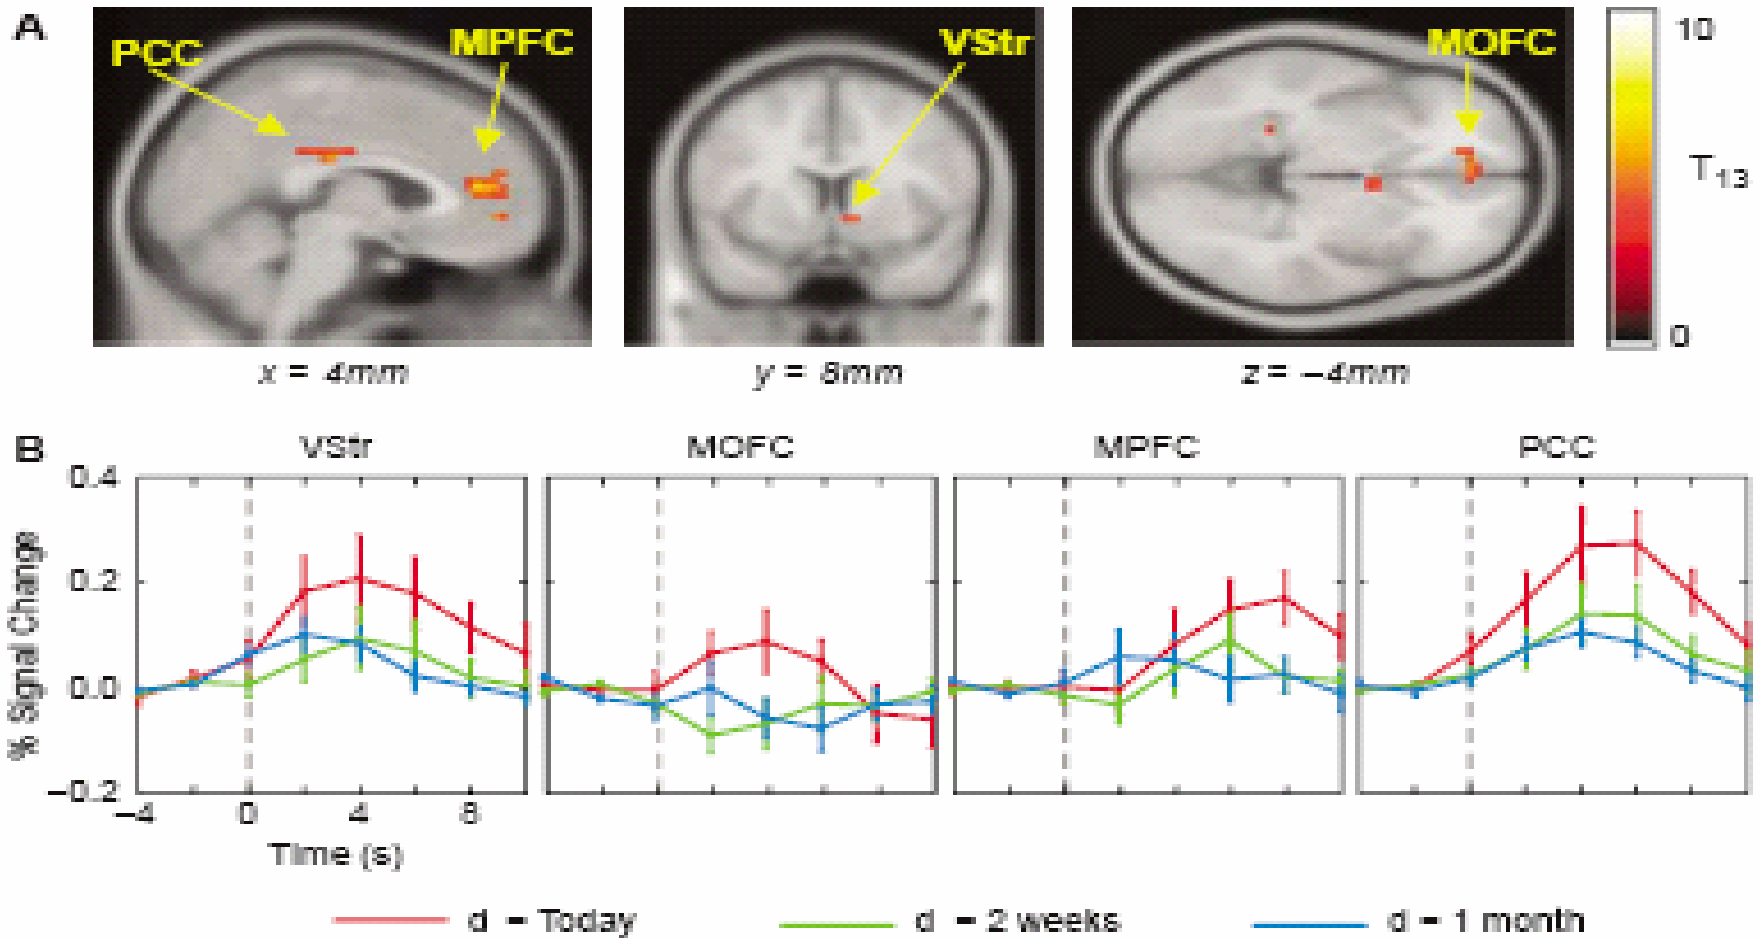 A
PCC
MPFC
VStr
MOFC
10
T13
0
x = 4mm
y = 8mm
z = –4mm
B
VStr
MOFC
MPFC
PCC
% Signal Change
0.4
0.2
0.0
–0.2
–4
0
4
8
Time (s)
d = Today
d = 2 weeks
d = 1 month